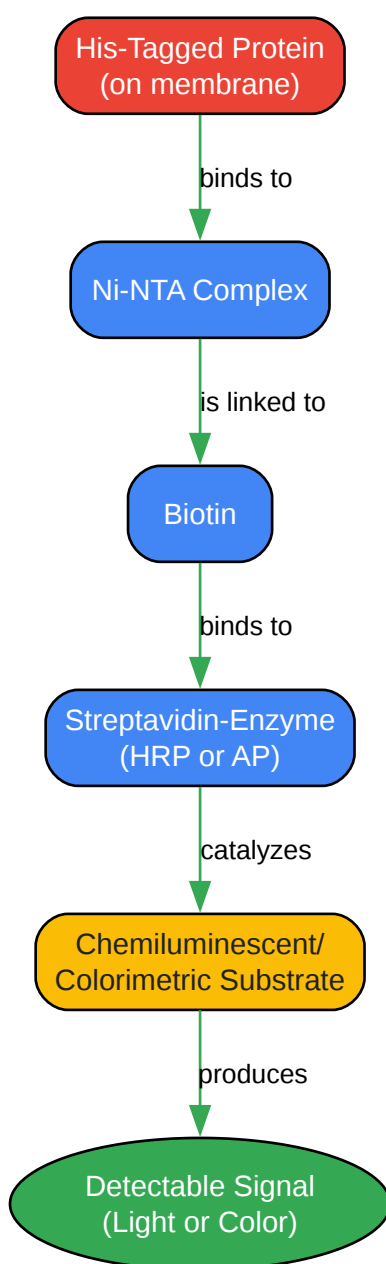 His-Tagged Protein
(on membrane)
binds to
Ni-NTA Complex
is linked to
Biotin
binds to
Streptavidin-Enzyme
(HRP or AP)
catalyzes
Chemiluminescent/
Colorimetric Substrate
produces
Detectable Signal
(Light or Color)